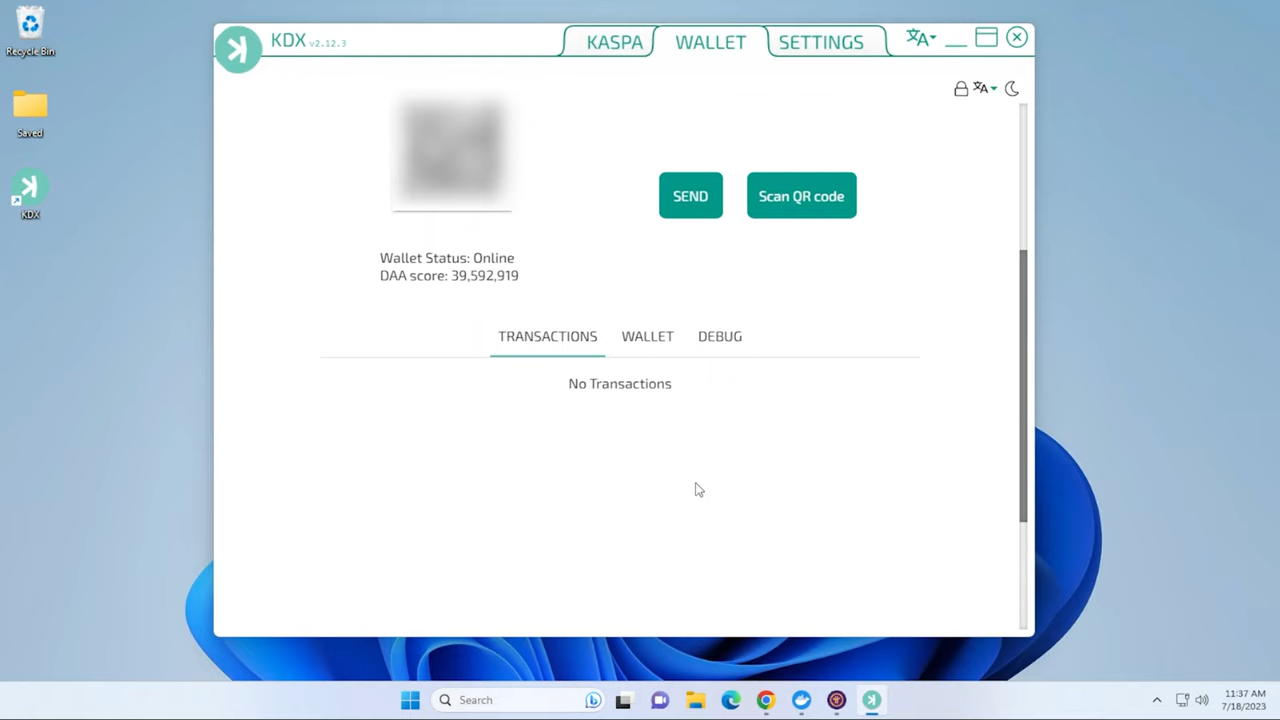 Recycle Bin
Saved
KDX
KDX v2.12.3
KASPA
WALLET
SETTINGS
SEND
Scan QR code
Wallet Status: Online
DAA score: 39,592,919
TRANSACTIONS
WALLET
DEBUG
No Transactions
Search
11:37 AM
7/18/2023